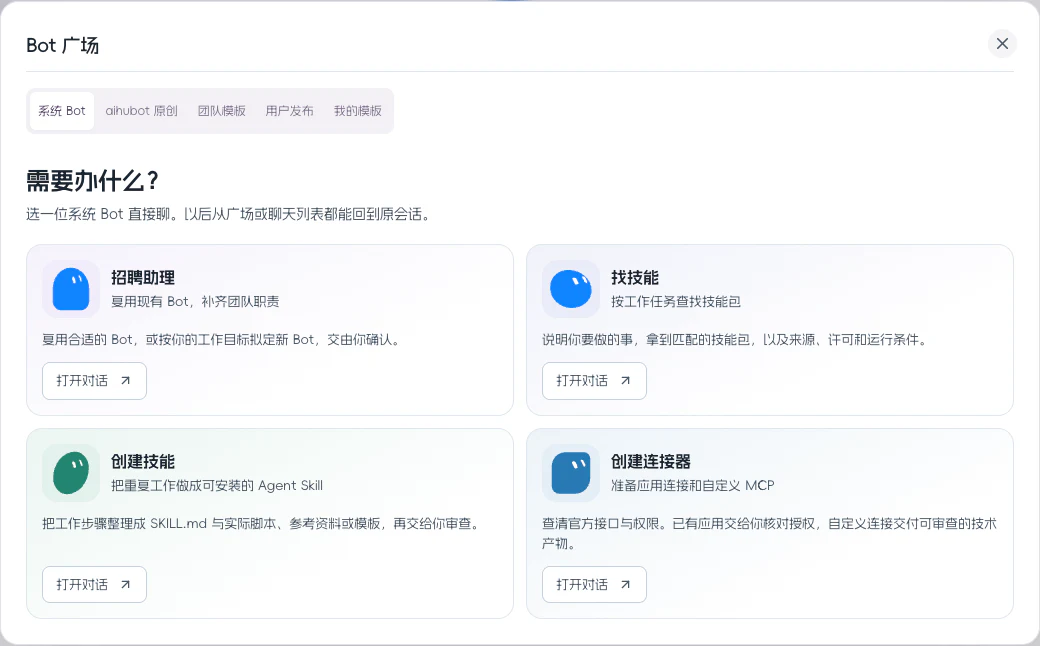 Bot 广场
系统 Bot aihubot 原创 团队模板 用户发布 我的模板
需要办什么？
选一位系统 Bot 直接聊。以后从广场或聊天列表都能回到原会话。
招聘助理
复用现有 Bot，补齐团队职责
复用合适的 Bot，或按你的工作目标拟定新 Bot，交由你确认。
打开对话
找技能
按工作任务查找技能包
说明你要做的事，拿到匹配的技能包，以及来源、许可和运行条件。
打开对话
创建技能
把重复工作做成可安装的 Agent Skill
把工作步骤整理成 SKILL.md 与实际脚本、参考资料或模板，再交给你审查。
打开对话
创建连接器
准备应用连接和自定义 MCP
查清官方接口与权限。已有应用交给你核对授权，自定义连接交付可审查的技术
产物。
打开对话